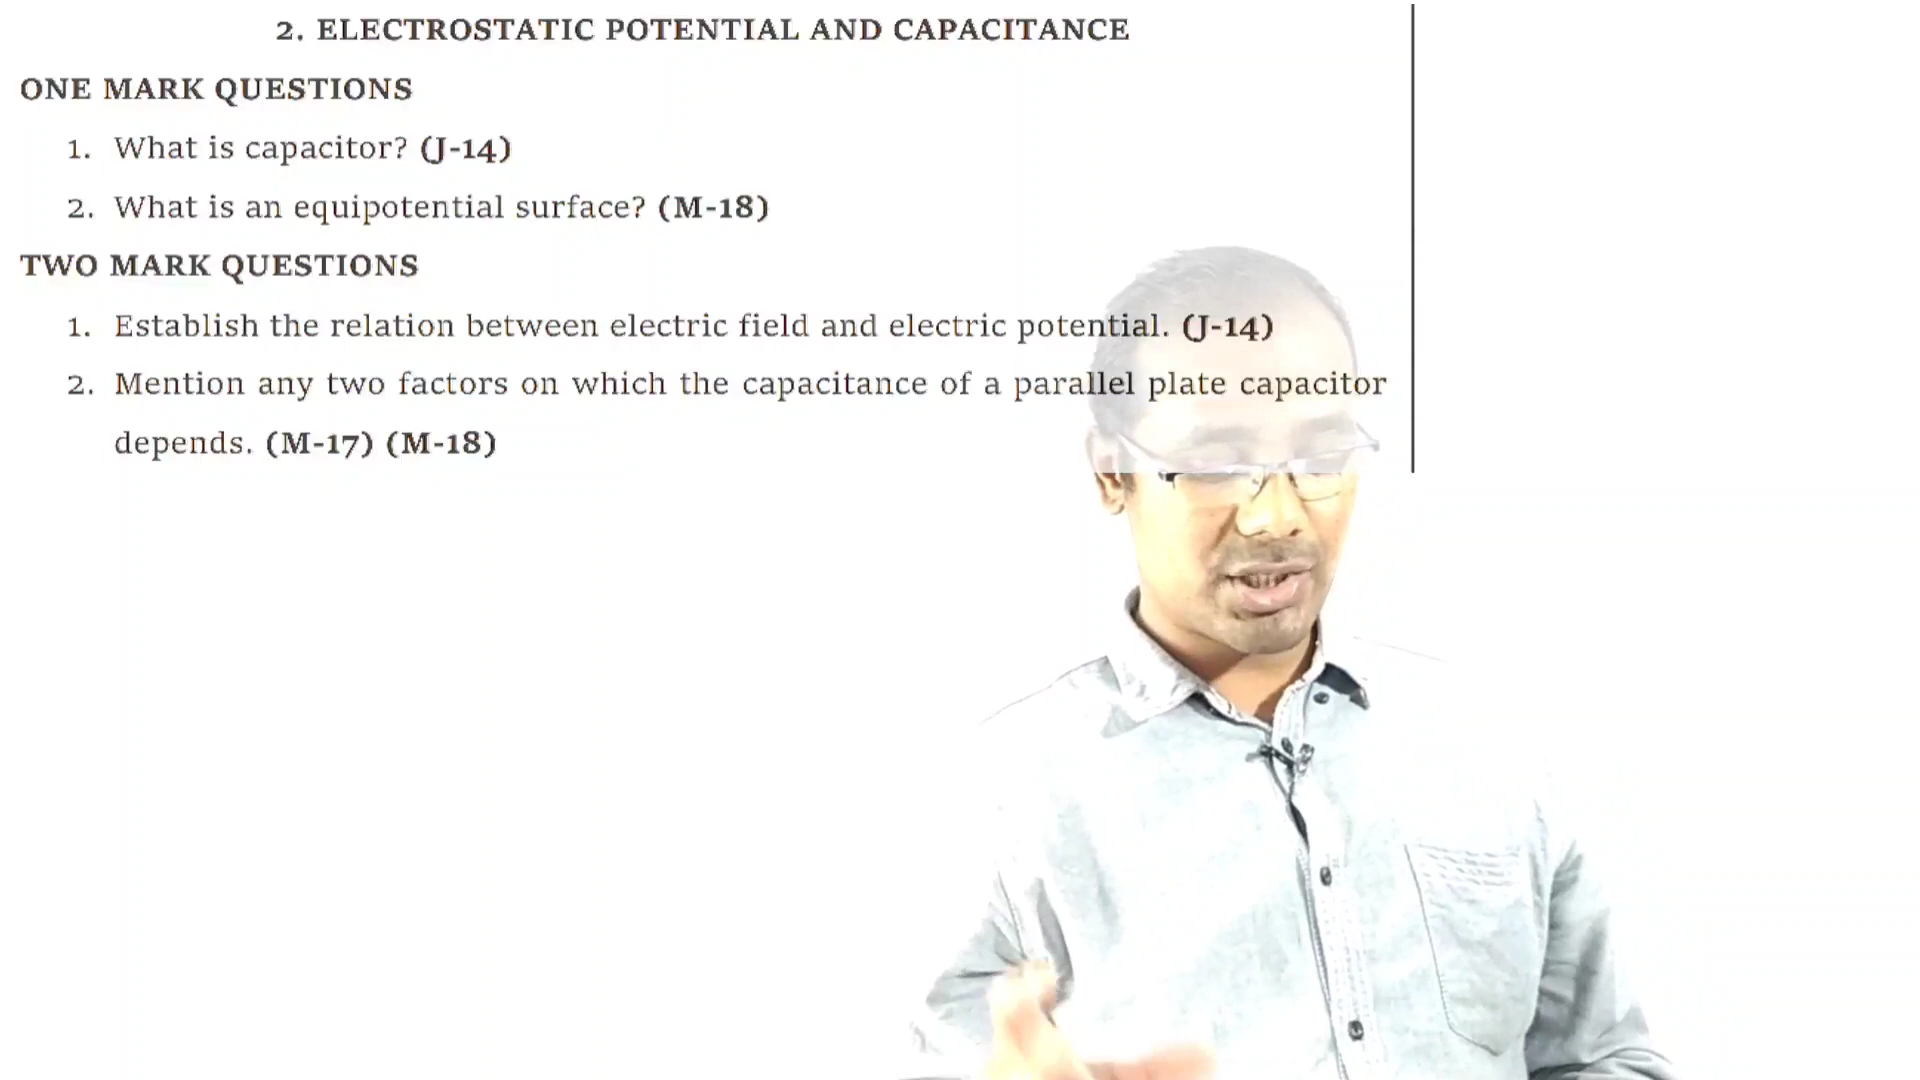 2. ELECTROSTATIC POTENTIAL AND CAPACITANCE
ONE MARK QUESTIONS
1. What is capacitor? (J-14)
2. What is an equipotential surface? (M-18)
TWO MARK QUESTIONS
1. Establish the relation between electric field and electric potential. (J-14)
2. Mention any two factors on which the capacitance of a parallel plate capacitor
depends. (M-17) (M-18)